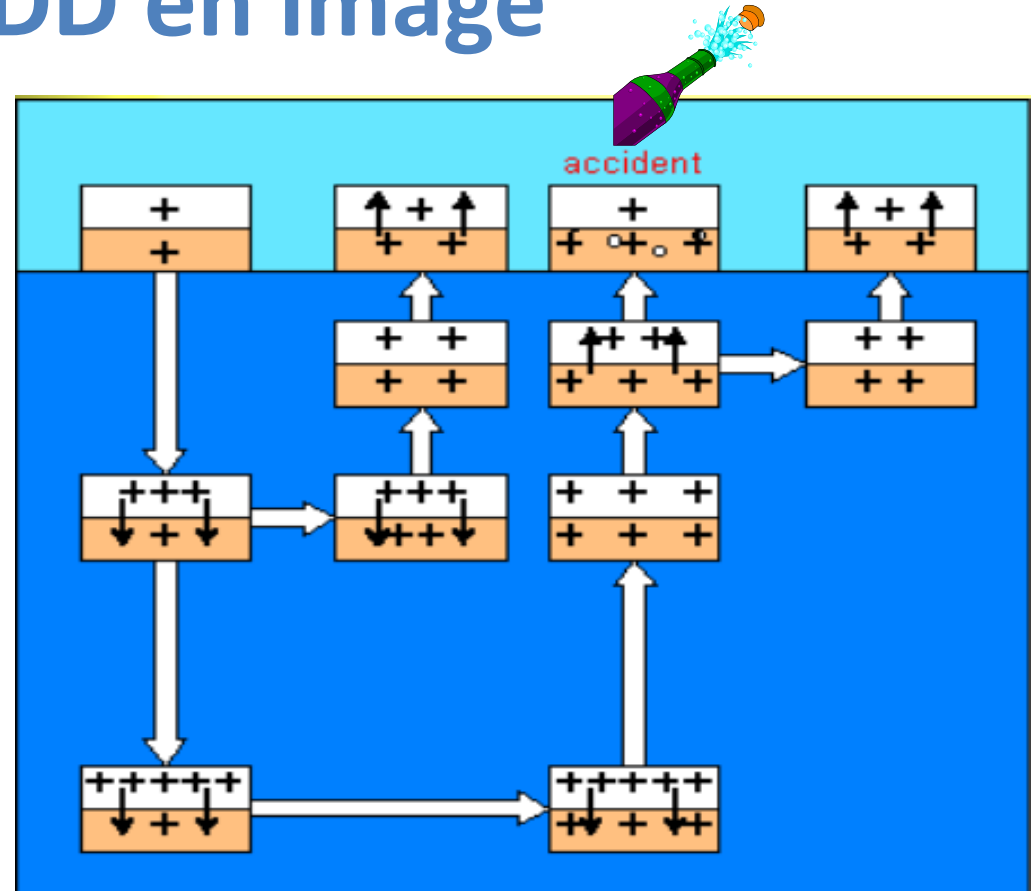 DD en image
accident
+ + + +
+ + + + + + + +
+ + + + + +
+ + + + + + +
+ + + + + + + + +
+ + + + + + +
+ + + + + + + + + +
+ + + +